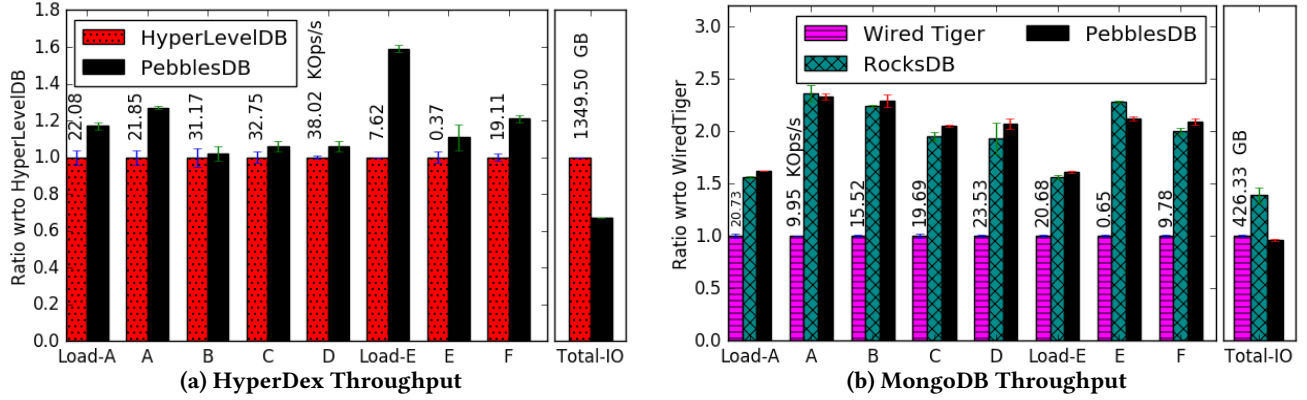 Ratio wrto HyperLevelDB
1.8
1.6
1.4
1.2
1.0
0.8
0.6
0.4
0.2
0.0
HyperLevelDB
PebblesDB
22.08
21.85
31.17
32.75
38.02 KOps/s
7.62
0.37
19.11
1349.50 GB
Load-A A B C D Load-E E F Total-IO
(a) HyperDex Throughput
Ratio wrto WiredTiger
3.0
2.5
2.0
1.5
1.0
0.5
0.0
Wired Tiger
RocksDB
PebblesDB
20.73
9.95 KOps/s
15.52
19.69
23.53
20.68
0.65
9.78
426.33 GB
Load-A A B C D Load-E E F Total-IO
(b) MongoDB Throughput